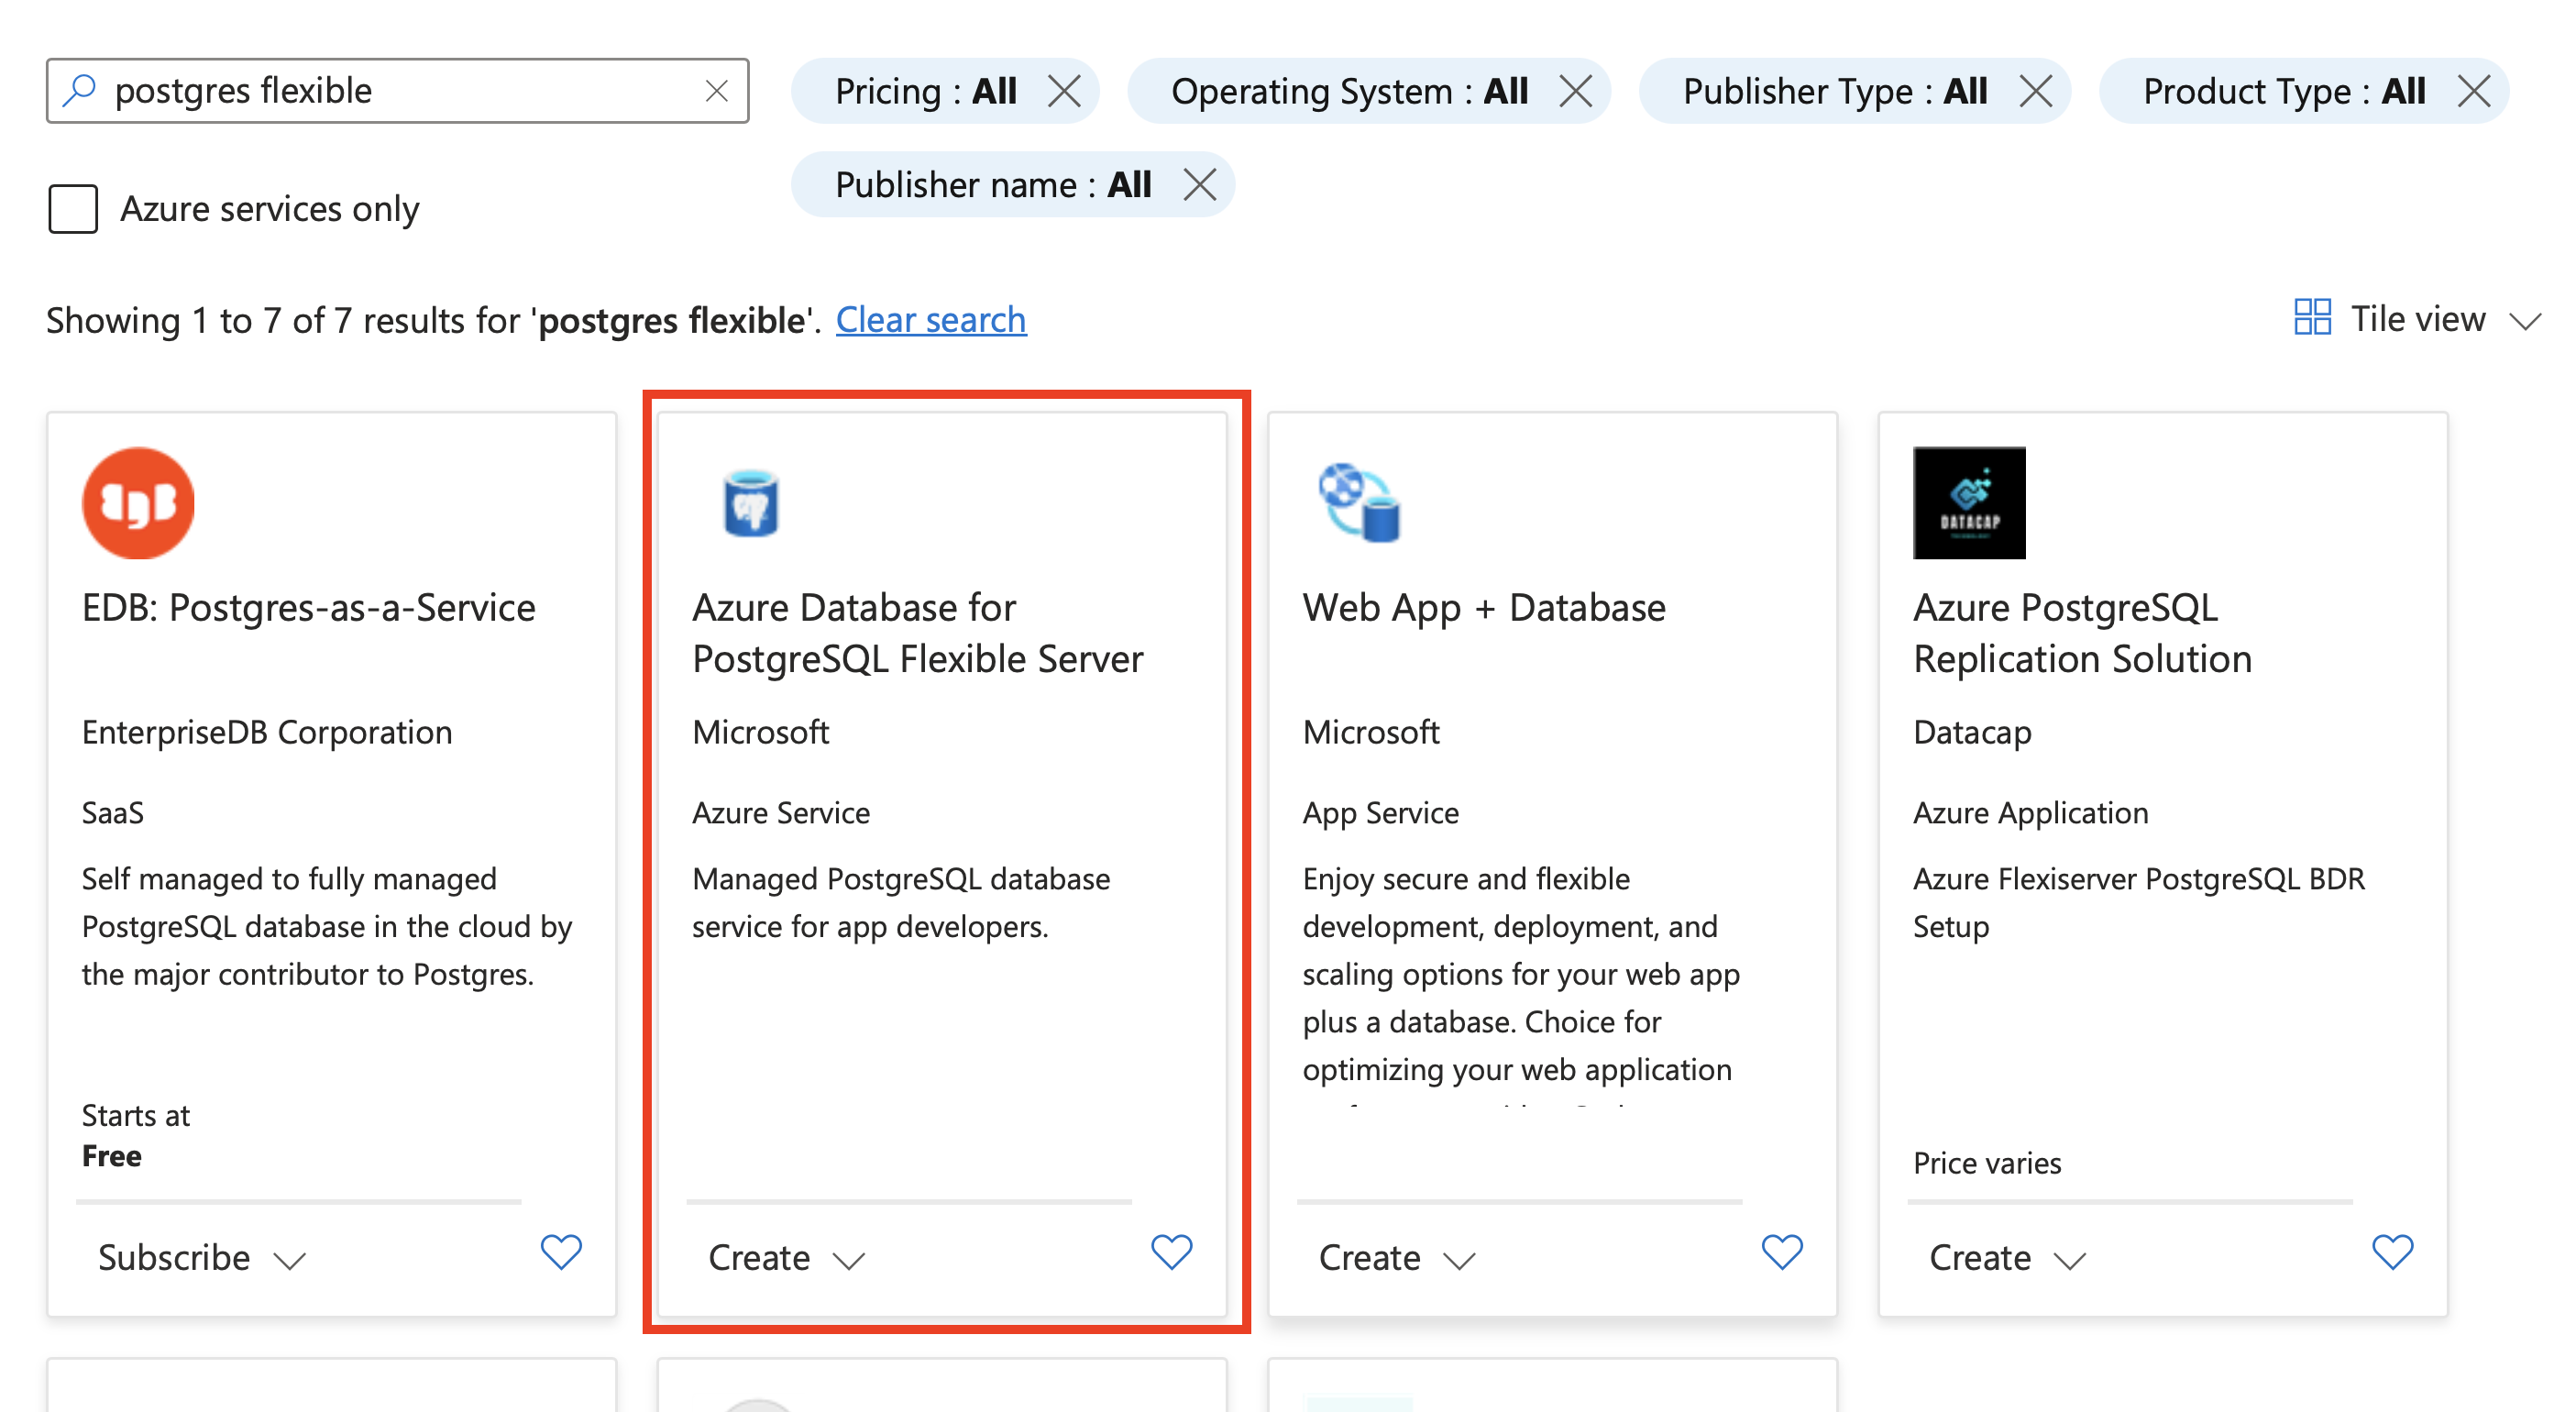 postgres flexible
Pricing : All
Operating System : All
Publisher Type : All
Product Type : All
Publisher name : All
Azure services only
Showing 1 to 7 of 7 results for 'postgres flexible'. Clear search
Tile view
EDB
EDB: Postgres-as-a-Service
EnterpriseDB Corporation
SaaS
Self managed to fully managed
PostgreSQL database in the cloud by
the major contributor to Postgres.
Starts at
Free
Subscribe
Azure Database for
PostgreSQL Flexible Server
Microsoft
Azure Service
Managed PostgreSQL database
service for app developers.
Create
Web App + Database
Microsoft
App Service
Enjoy secure and flexible
development, deployment, and
scaling options for your web app
plus a database. Choice for
optimizing your web application
Create
DATACAP
Azure PostgreSQL
Replication Solution
Datacap
Azure Application
Azure Flexiserver PostgreSQL BDR
Setup
Price varies
Create